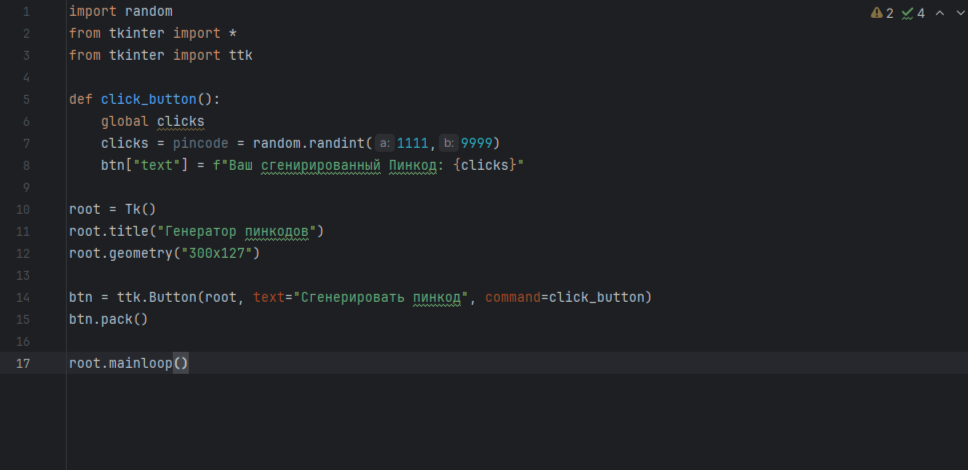 2 4
1 import random
2 from tkinter import *
3 from tkinter import ttk
4
5 def click_button():
6 global clicks
7 clicks = pincode = random.randint( a: 1111, b: 9999)
8 btn["text"] = f"Ваш сгенирированный Пинкод: {clicks}"
9
10 root = Tk()
11 root.title("Генератор пинкодов")
12 root.geometry("300x127")
13
14 btn = ttk.Button(root, text="Сгенерировать пинкод", command=click_button)
15 btn.pack()
16
17 root.mainloop()